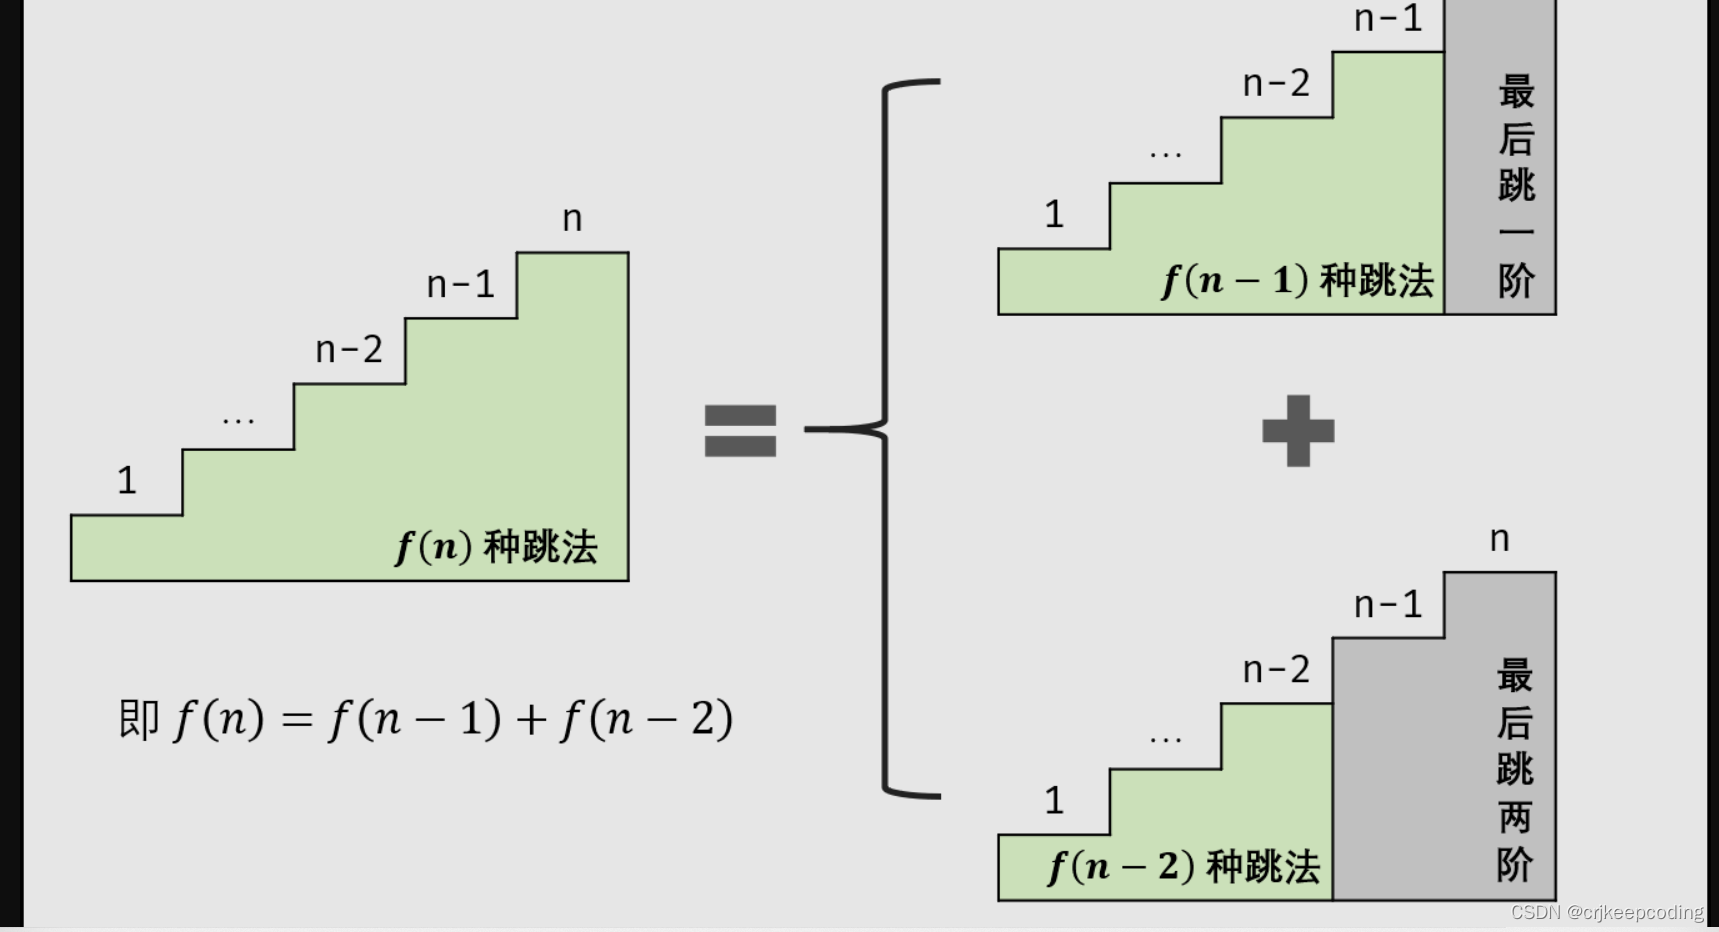 n
n-1
n-2
...
1
f(n) 种跳法
即 f(n) = f(n − 1) + f(n − 2)
n-1
n-2
...
1
f(n − 1) 种跳法
最后跳一阶
n
n-1
n-2
...
1
f(n − 2) 种跳法
最后跳两阶
CSDN @crjkeepcoding